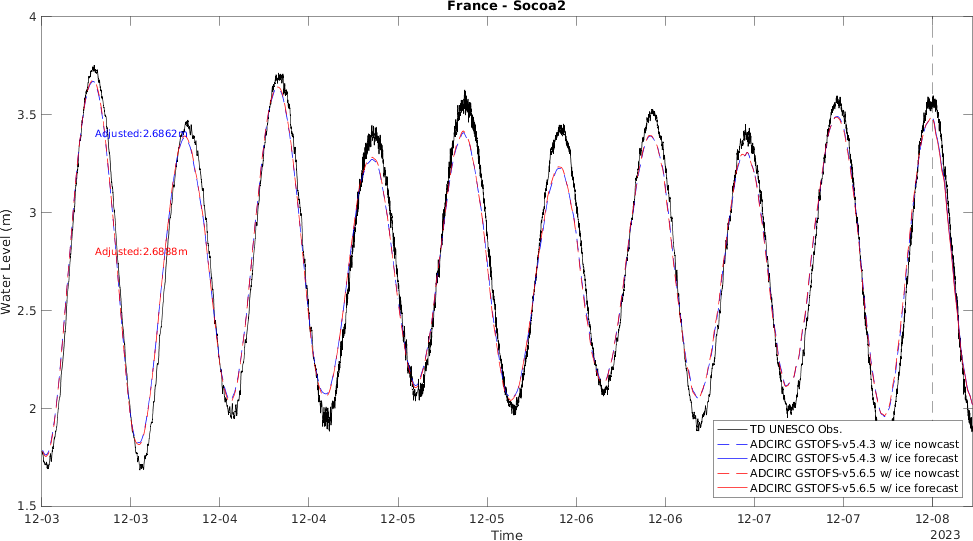 France - Socoa2
4
3.5
3
2.5
2
1.5
Water Level (m)
Adjusted:2.6862m
Adjusted:2.6888m
TD UNESCO Obs.
ADCIRC GSTOFS-v5.4.3 w/ ice nowcast
ADCIRC GSTOFS-v5.4.3 w/ ice forecast
ADCIRC GSTOFS-v5.6.5 w/ ice nowcast
ADCIRC GSTOFS-v5.6.5 w/ ice forecast
12-03 12-03 12-04 12-04 12-05 12-05 12-06 12-06 12-07 12-07 12-08
2023
Time